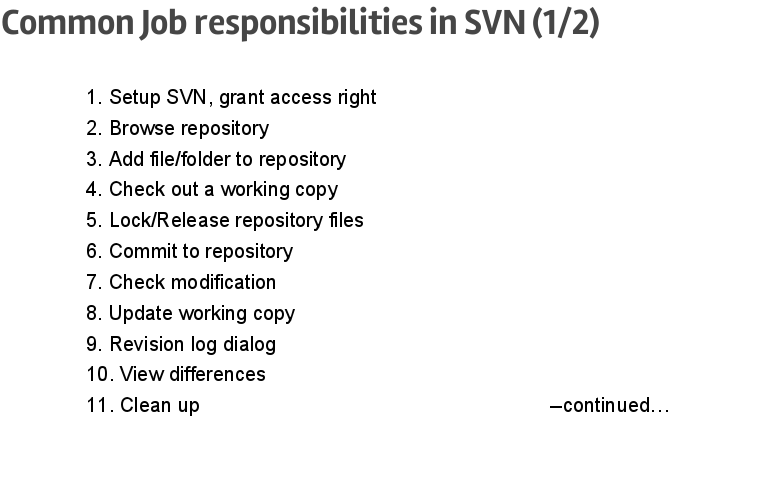 Common Job responsibilities in SVN (1/2)
1. Setup SVN, grant access right
2. Browse repository
3. Add file/folder to repository
4. Check out a working copy
5. Lock/Release repository files
6. Commit to repository
7. Check modification
8. Update working copy
9. Revision log dialog
10. View differences
11. Clean up –continued…